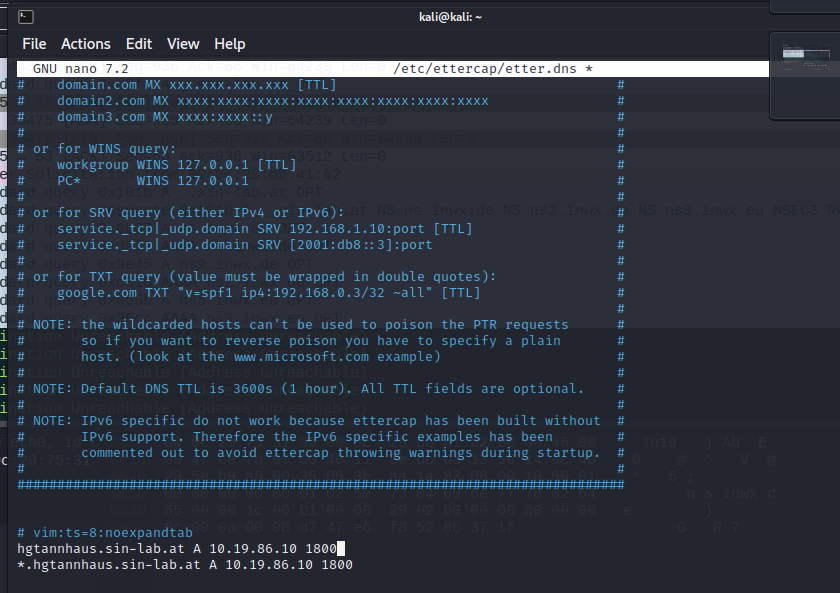 kali@kali: ~
File Actions Edit View Help
GNU nano 7.2 /etc/ettercap/etter.dns *
# domain.com MX xxx.xxx.xxx.xxx [TTL] #
# domain2.com MX xxxx:xxxx:xxxx:xxxx:xxxx:xxxx:xxxx:xxxx #
# domain3.com MX xxxx:xxxx::y #
# #
# or for WINS query: #
# workgroup WINS 127.0.0.1 [TTL] #
# PC* WINS 127.0.0.1 #
# #
# or for SRV query (either IPv4 or IPv6): #
# service._tcp|_udp.domain SRV 192.168.1.10:port [TTL] #
# service._tcp|_udp.domain SRV [2001:db8::3]:port #
# #
# or for TXT query (value must be wrapped in double quotes): #
# google.com TXT "v=spf1 ip4:192.168.0.3/32 ~all" [TTL] #
# #
# NOTE: the wildcarded hosts can't be used to poison the PTR requests #
# so if you want to reverse poison you have to specify a plain #
# host. (look at the www.microsoft.com example) #
# #
# NOTE: Default DNS TTL is 3600s (1 hour). All TTL fields are optional. #
# #
# NOTE: IPv6 specific do not work because ettercap has been built without #
# IPv6 support. Therefore the IPv6 specific examples has been #
# commented out to avoid ettercap throwing warnings during startup. #
# #
############################################################################
# vim:ts=8:noexpandtab
hgtannhaus.sin-lab.at A 10.19.86.10 1800
*.hgtannhaus.sin-lab.at A 10.19.86.10 1800